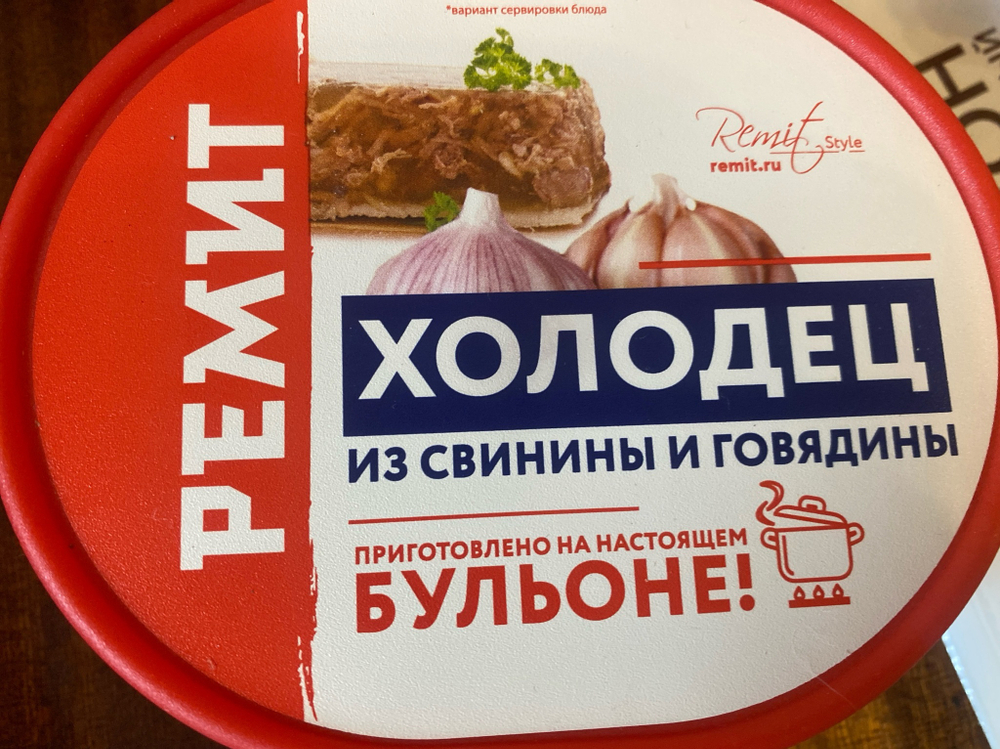 *вариант сервировки блюда
РЕМИТ
Remit Style
remit.ru
ХОЛОДЕЦ
ИЗ СВИНИНЫ И ГОВЯДИНЫ
ПРИГОТОВЛЕНО НА НАСТОЯЩЕМ
БУЛЬОНЕ!